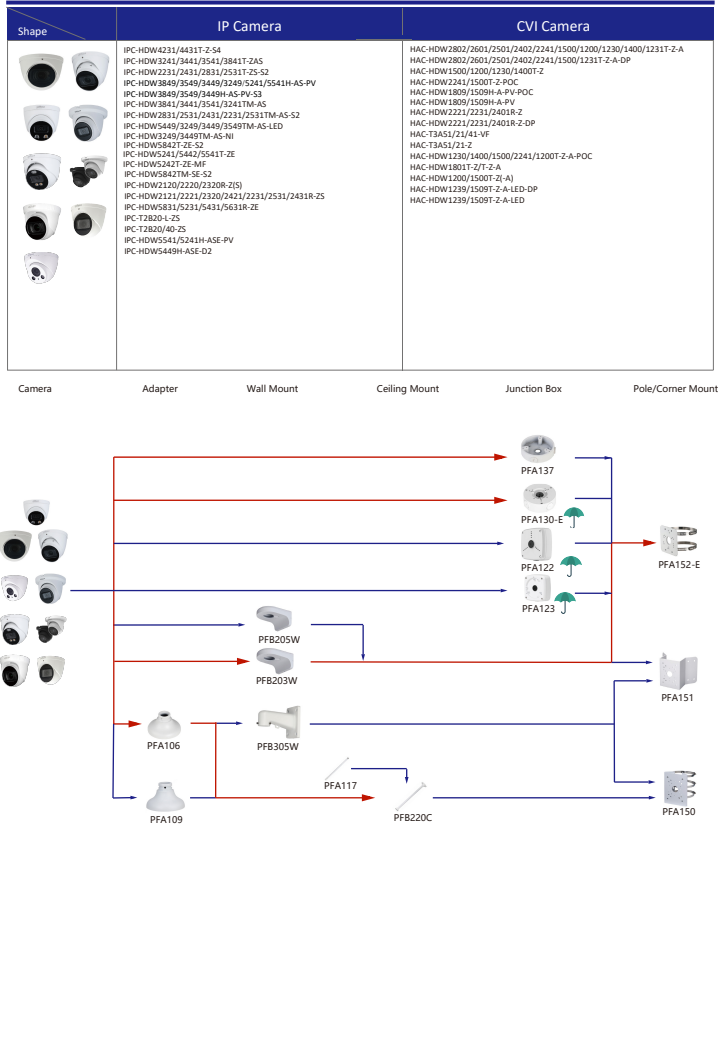 Shape
IP Camera
CVI Camera
IPC-HDW4231/4431T-Z-S4
IPC-HDW3241/3441/3541/3841T-ZAS
IPC-HDW2231/2431/2831/2531T-ZS-S2
IPC-HDW3849/3549/3449/3249/5241/5541H-AS-PV
IPC-HDW3849/3549/3449H-AS-PV-S3
IPC-HDW3841/3441/3541/3241TM-AS
IPC-HDW2831/2531/2431/2231/2531TM-AS-S2
IPC-HDW5449/3249/3449/3549TM-AS-LED
IPC-HDW3249/3449TM-AS-NI
IPC-HDW5842T-ZE-S2
IPC-HDW5241/5442/5541T-ZE
IPC-HDW5242T-ZE-MF
IPC-HDW5842TM-SE-S2
IPC-HDW2120/2220/2320R-Z(S)
IPC-HDW2121/2221/2320/2421/2231/2531/2431R-ZS
IPC-HDW5831/5231/5431/5631R-ZE
IPC-T2B20-L-ZS
IPC-T2B20/40-ZS
IPC-HDW5541/5241H-ASE-PV
IPC-HDW5449H-ASE-D2
HAC-HDW2802/2601/2501/2402/2241/1500/1200/1230/1400/1231T-Z-A
HAC-HDW2802/2601/2501/2402/2241/1500/1231T-Z-A-DP
HAC-HDW1500/1200/1230/1400T-Z
HAC-HDW2241/1500T-Z-POC
HAC-HDW1809/1509H-A-PV-POC
HAC-HDW1809/1509H-A-PV
HAC-HDW2221/2231/2401R-Z
HAC-HDW2221/2231/2401R-Z-DP
HAC-T3A51/21/41-VF
HAC-T3A51/21-Z
HAC-HDW1230/1400/1500/2241/1200T-Z-A-POC
HAC-HDW1801T-Z/T-Z-A
HAC-HDW1200/1500T-Z(-A)
HAC-HDW1239/1509T-Z-A-LED-DP
HAC-HDW1239/1509T-Z-A-LED
Camera
Adapter
Wall Mount
Ceiling Mount
Junction Box
Pole/Corner Mount
PFA137
PFA130-E
PFA122
PFA152-E
PFA123
PFB205W
PFB203W
PFA151
PFA106
PFB305W
PFA117
PFA109
PFB220C
PFA150